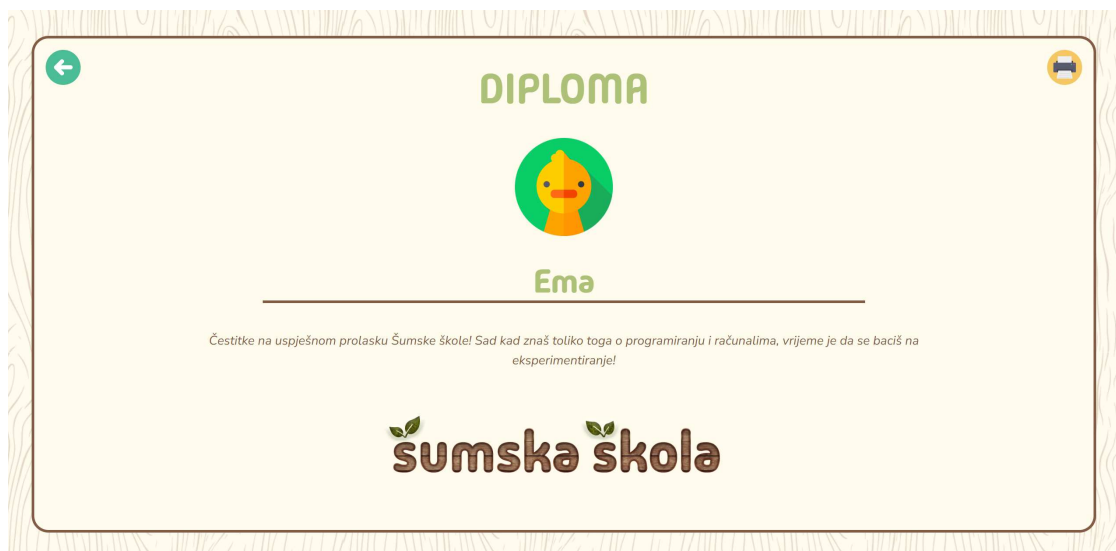 DIPLOMA
Ema
Čestitke na uspješnom prolasku Šumske škole! Sad kad znaš toliko toga o programiranju i računalima, vrijeme je da se baciš na
eksperimentiranje!
šumska škola